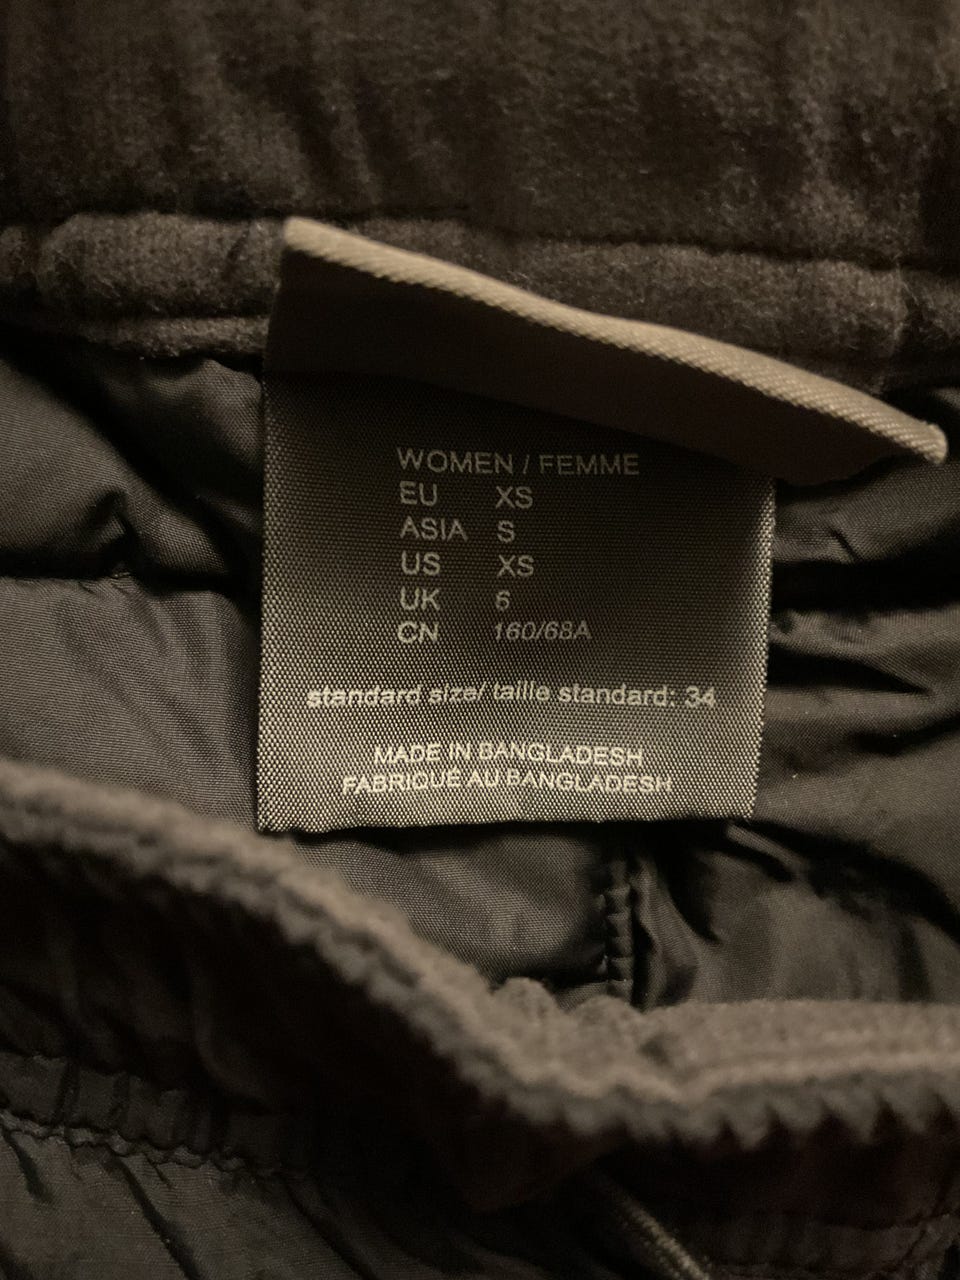 WOMEN / FEMME
EU XS
ASIA S
US XS
UK 6
CN 160/68A
standard size/ taille standard: 34
MADE IN BANGLADESH
FABRIQUÉ AU BANGLADESH